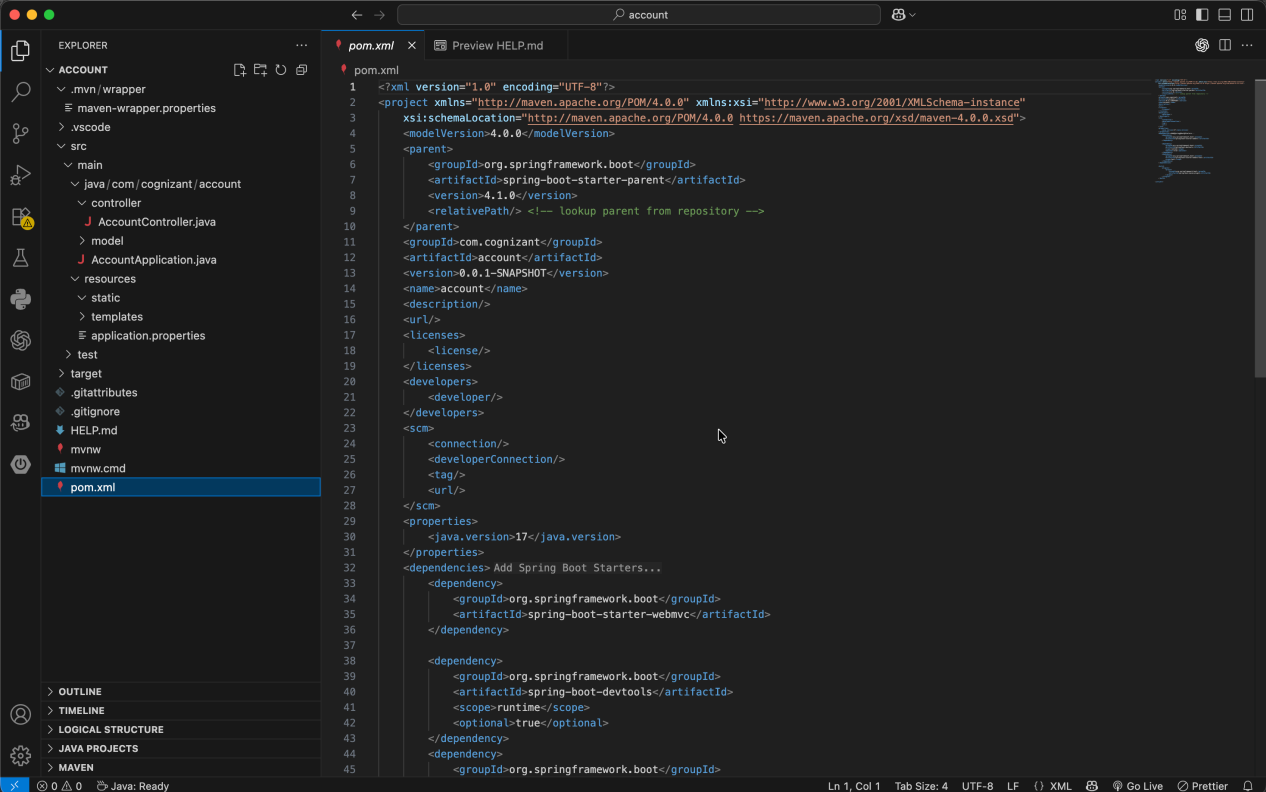 account
EXPLORER
pom.xml
Preview HELP.md
ACCOUNT
.mvn/wrapper
maven-wrapper.properties
.vscode
src
main
java/com/cognizant/account
controller
AccountController.java
model
AccountApplication.java
resources
static
templates
application.properties
test
target
.gitattributes
.gitignore
HELP.md
mvnw
mvnw.cmd
pom.xml
OUTLINE
TIMELINE
LOGICAL STRUCTURE
JAVA PROJECTS
MAVEN
pom.xml
1 <?xml version="1.0" encoding="UTF-8"?>
2 <project xmlns="http://maven.apache.org/POM/4.0.0" xmlns:xsi="http://www.w3.org/2001/XMLSchema-instance"
3 xsi:schemaLocation="http://maven.apache.org/POM/4.0.0 https://maven.apache.org/xsd/maven-4.0.0.xsd">
4 <modelVersion>4.0.0</modelVersion>
5 <parent>
6 <groupId>org.springframework.boot</groupId>
7 <artifactId>spring-boot-starter-parent</artifactId>
8 <version>4.1.0</version>
9 <relativePath/> <!-- lookup parent from repository -->
10 </parent>
11 <groupId>com.cognizant</groupId>
12 <artifactId>account</artifactId>
13 <version>0.0.1-SNAPSHOT</version>
14 <name>account</name>
15 <description/>
16 <url/>
17 <licenses>
18 <license/>
19 </licenses>
20 <developers>
21 <developer/>
22 </developers>
23 <scm>
24 <connection/>
25 <developerConnection/>
26 <tag/>
27 <url/>
28 </scm>
29 <properties>
30 <java.version>17</java.version>
31 </properties>
32 <dependencies> Add Spring Boot Starters...
33 <dependency>
34 <groupId>org.springframework.boot</groupId>
35 <artifactId>spring-boot-starter-webmvc</artifactId>
36 </dependency>
37
38 <dependency>
39 <groupId>org.springframework.boot</groupId>
40 <artifactId>spring-boot-devtools</artifactId>
41 <scope>runtime</scope>
42 <optional>true</optional>
43 </dependency>
44 <dependency>
45 <groupId>org.springframework.boot</groupId>
0 0 Java: Ready
Ln 1, Col 1 Tab Size: 4 UTF-8 LF {} XML Go Live Prettier